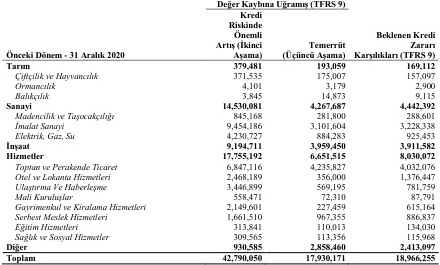 Değer Kaybına Uğramış (TFRS 9)
Kredi
Riskinde
Önemli Beklenen Kredi
Artış (İkinci Temerrüt Zararı
Önceki Dönem - 31 Aralık 2020 Aşama) (Üçüncü Aşama) Karşılıkları (TFRS 9)
Tarım 379,481 193,059 169,112
Çiftçilik ve Hayvancılık 371,535 175,007 157,097
Ormancılık 4,101 3,179 2,900
Balıkçılık 3,845 14,873 9,115
Sanayi 14,530,081 4,267,687 4,442,392
Madencilik ve Taşocakçılığı 845,168 281,800 288,601
İmalat Sanayi 9,454,186 3,101,604 3,228,338
Elektrik, Gaz, Su 4,230,727 884,283 925,453
İnşaat 9,194,711 3,959,450 3,911,582
Hizmetler 17,755,192 6,651,515 8,030,072
Toptan ve Perakende Ticaret 6,847,116 4,235,827 4,032,076
Otel ve Lokanta Hizmetleri 2,468,189 356,000 1,376,447
Ulaştırma Ve Haberleşme 3,446,899 569,195 781,759
Mali Kuruluşlar 558,471 72,310 87,791
Gayrimenkul ve Kiralama Hizmetleri 2,149,601 227,459 615,164
Serbest Meslek Hizmetleri 1,661,510 967,355 886,837
Eğitim Hizmetleri 313,841 110,013 134,030
Sağlık ve Sosyal Hizmetler 309,565 113,356 115,968
Diğer 930,585 2,858,460 2,413,097
Toplam 42,790,050 17,930,171 18,966,255